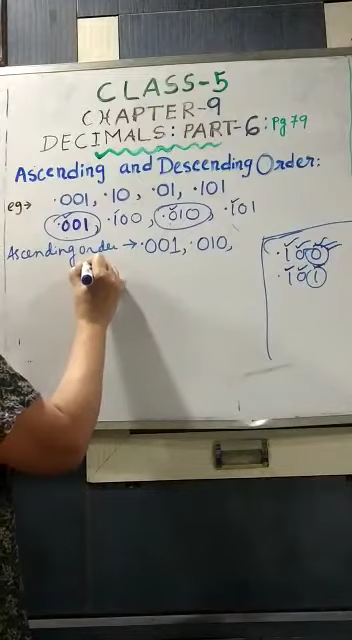 CLASS-5
CHAPTER-9
DECIMALS: PART-6: Pg 79
Ascending and Descending Order:
eg→ .001, .10, .01, .101
.001, .100, .010, .101
Ascending order → .001, .010,
.100
.101